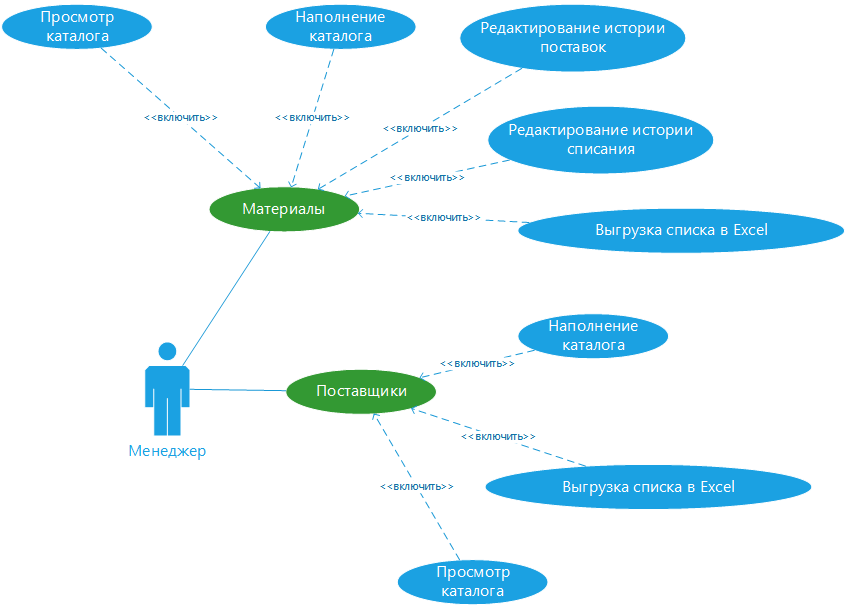 Просмотр
каталога
Наполнение
каталога
Редактирование истории
поставок
<<включить>>
<<включить>>
<<включить>>
Редактирование истории
списания
<<включить>>
Материалы
<<включить>>
Выгрузка списка в Excel
Наполнение
каталога
<<включить>>
Поставщики
Менеджер
<<включить>>
<<включить>>
Выгрузка списка в Excel
Просмотр
каталога